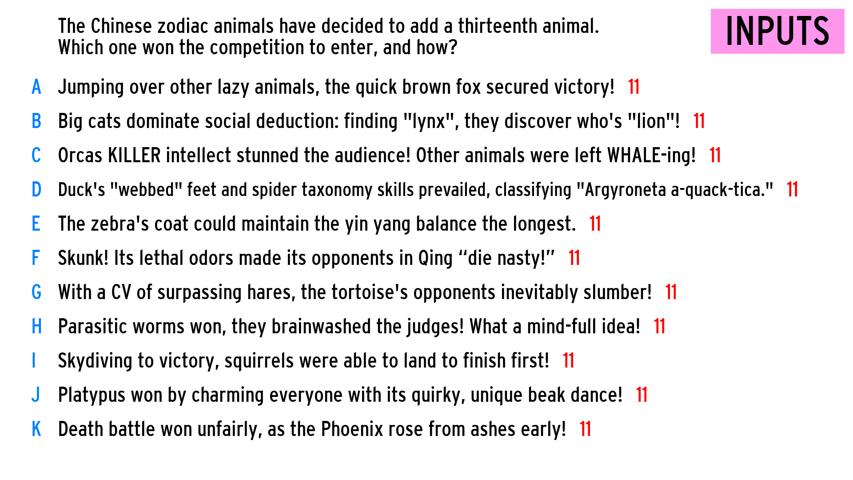 The Chinese zodiac animals have decided to add a thirteenth animal.
Which one won the competition to enter, and how?
INPUTS
A Jumping over other lazy animals, the quick brown fox secured victory! 11
B Big cats dominate social deduction: finding "lynx", they discover who's "lion"! 11
C Orcas KILLER intellect stunned the audience! Other animals were left WHALE-ing! 11
D Duck's "webbed" feet and spider taxonomy skills prevailed, classifying "Argyroneta a-quack-tica." 11
E The zebra's coat could maintain the yin yang balance the longest. 11
F Skunk! Its lethal odors made its opponents in Qing “die nasty!” 11
G With a CV of surpassing hares, the tortoise's opponents inevitably slumber! 11
H Parasitic worms won, they brainwashed the judges! What a mind-full idea! 11
I Skydiving to victory, squirrels were able to land to finish first! 11
J Platypus won by charming everyone with its quirky, unique beak dance! 11
K Death battle won unfairly, as the Phoenix rose from ashes early! 11